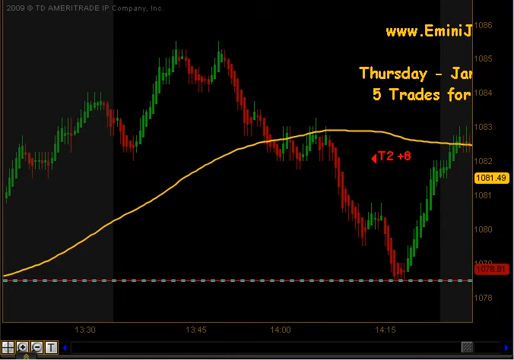 2009 © TD AMERITRADE IP Company, Inc.
www.EminiJ
Thursday - Jan
5 Trades for
T2 +8
1086
1085
1084
1083
1082
1081.49
1081
1080
1079
1078.81
1078
13:30
13:45
14:00
14:15
T